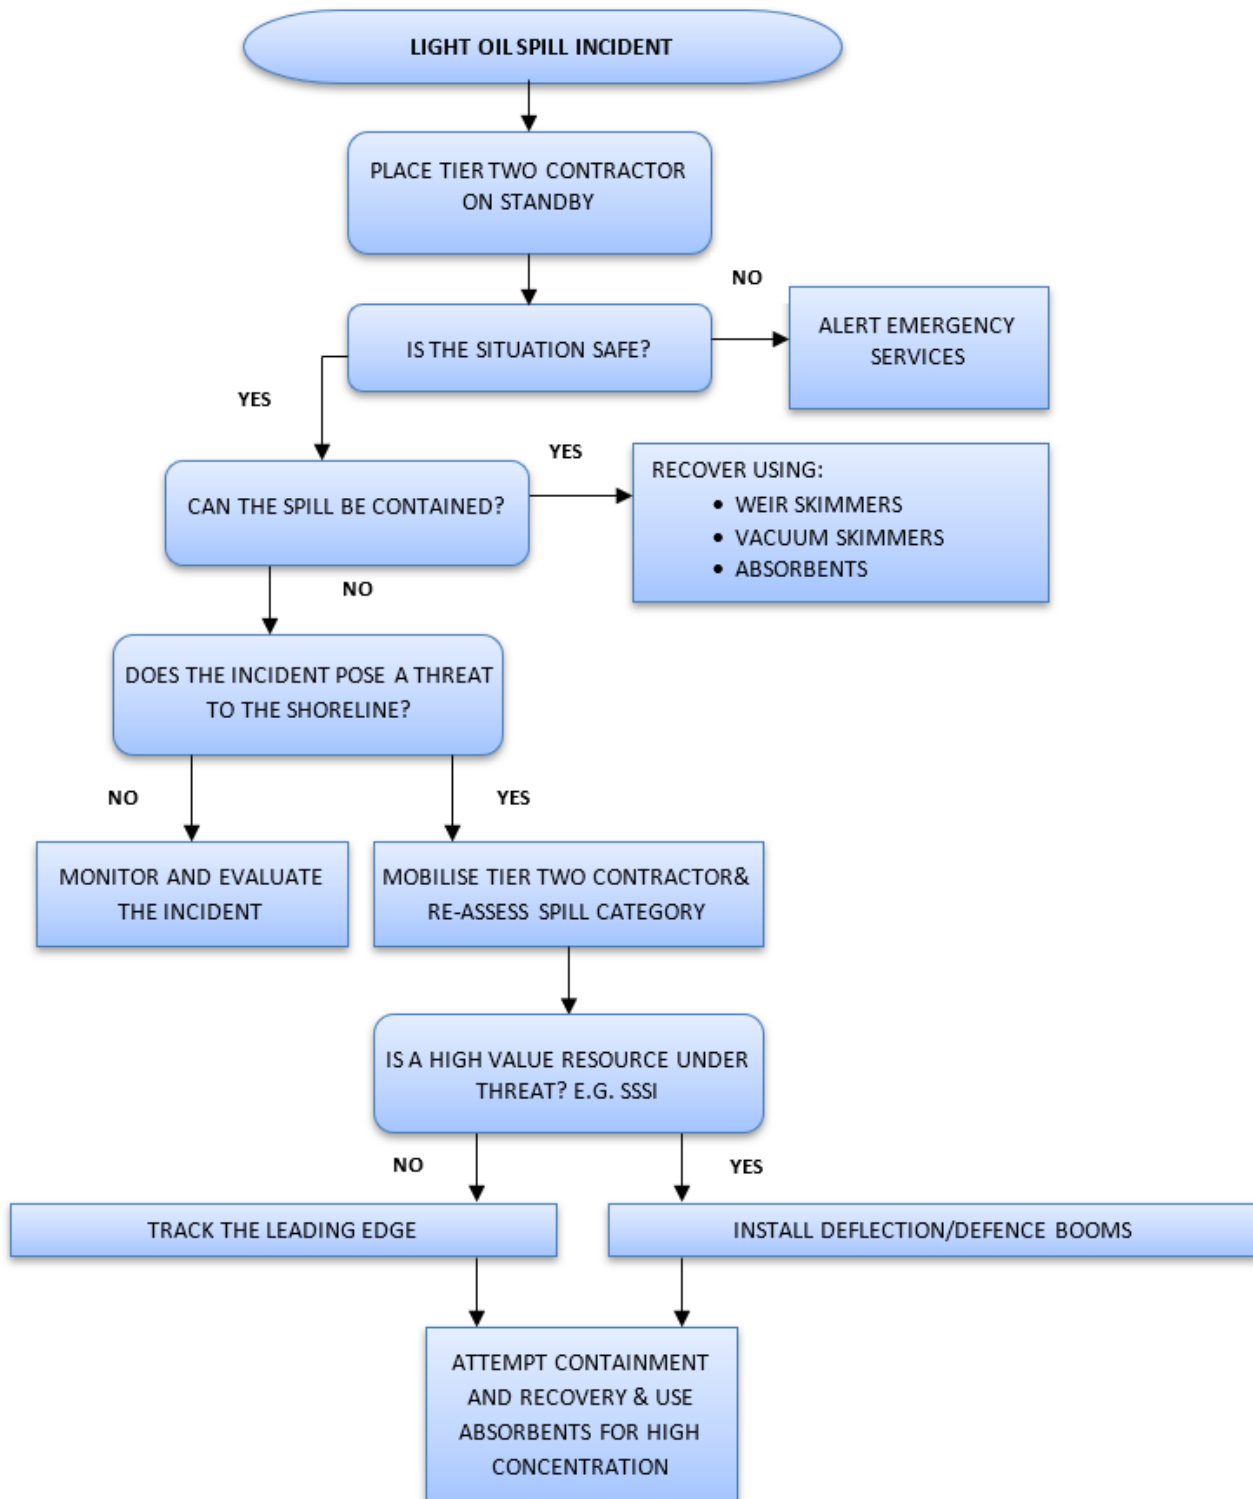 LIGHT OIL SPILL INCIDENT
PLACE TIER TWO CONTRACTOR
ON STANDBY
NO
IS THE SITUATION SAFE?
ALERT EMERGENCY
SERVICES
YES
CAN THE SPILL BE CONTAINED?
YES
RECOVER USING:
• WEIR SKIMMERS
• VACUUM SKIMMERS
• ABSORBENTS
NO
DOES THE INCIDENT POSE A THREAT
TO THE SHORELINE?
NO
YES
MONITOR AND EVALUATE
THE INCIDENT
MOBILISE TIER TWO CONTRACTOR&
RE-ASSESS SPILL CATEGORY
IS A HIGH VALUE RESOURCE UNDER
THREAT? E.G. SSSI
NO
YES
TRACK THE LEADING EDGE
INSTALL DEFLECTION/DEFENCE BOOMS
ATTEMPT CONTAINMENT
AND RECOVERY & USE
ABSORBENTS FOR HIGH
CONCENTRATION